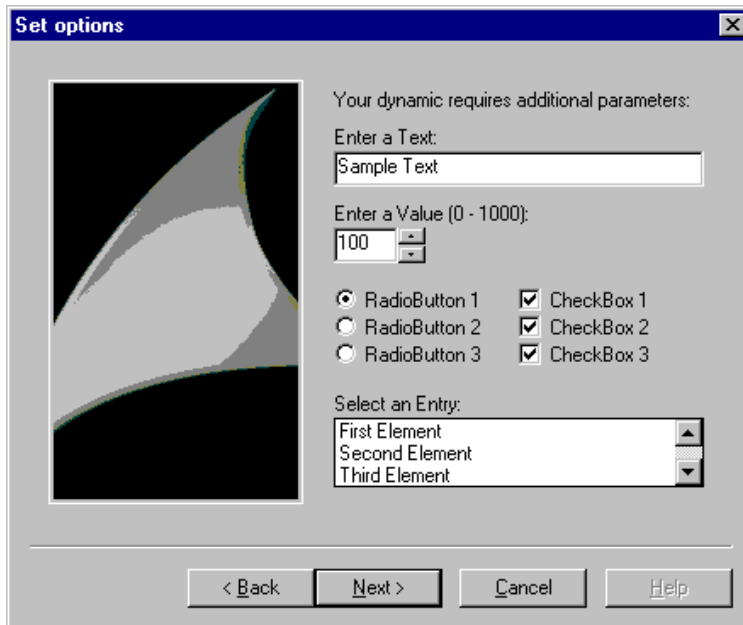 Set options
Your dynamic requires additional parameters:
Enter a Text:
Sample Text
Enter a Value (0 - 1000):
100
RadioButton 1 CheckBox 1
RadioButton 2 CheckBox 2
RadioButton 3 CheckBox 3
Select an Entry:
First Element
Second Element
Third Element
< Back Next > Cancel Help